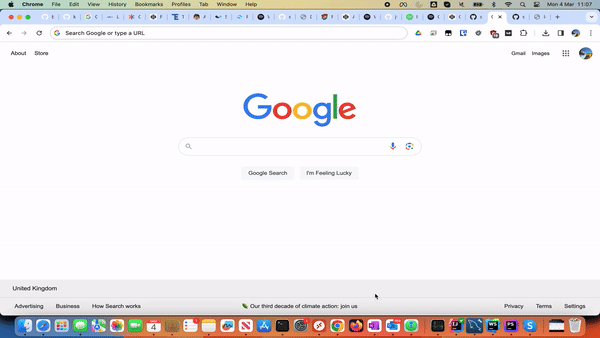 Chrome File Edit View History Bookmarks Profiles Tab Window Help Mon 4 Mar 11:07
Search Google or type a URL
About Store Gmail Images
Google
Google Search I'm Feeling Lucky
United Kingdom
Advertising Business How Search works Our third decade of climate action: join us Privacy Terms Settings